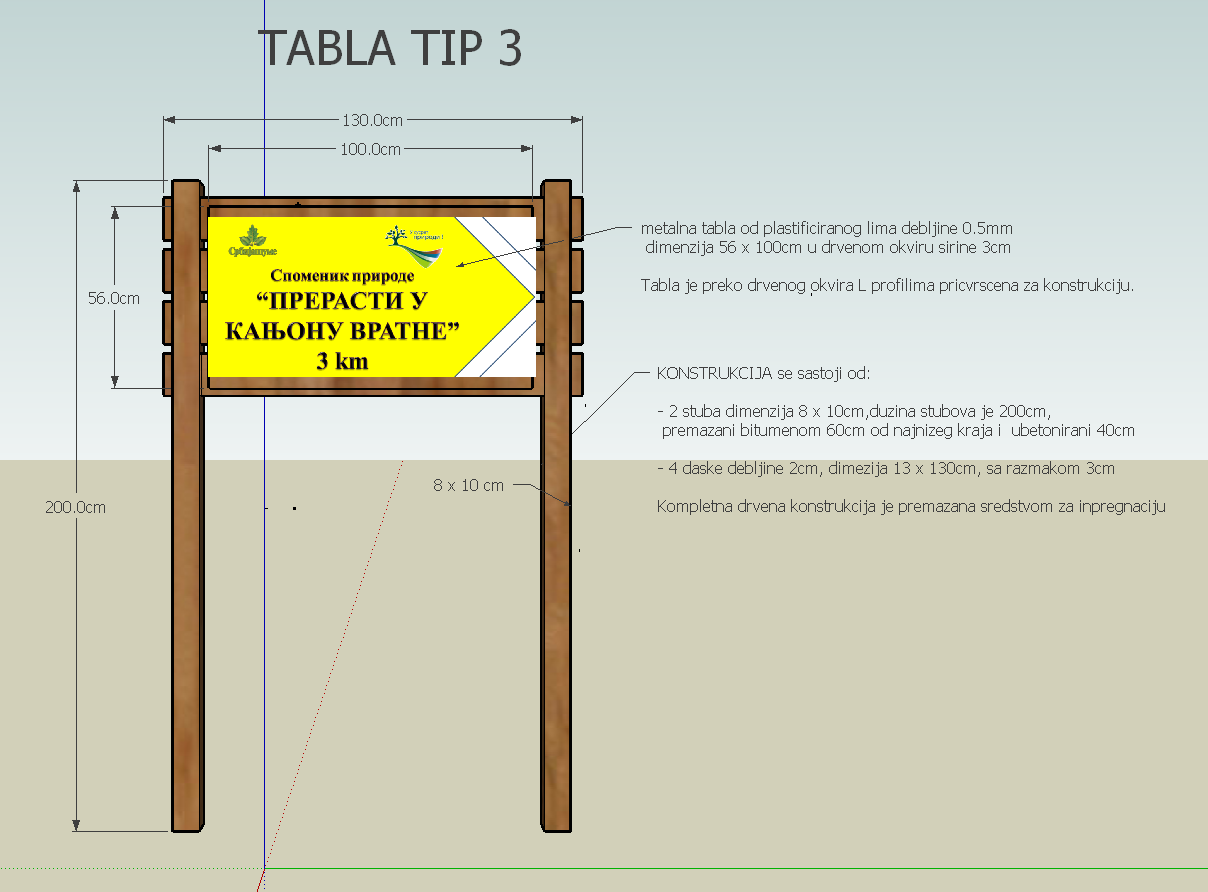 TABLA TIP 3
130.0cm
100.0cm
56.0cm
200.0cm
Србијашуме
природи!
Споменик природе
“ПРЕРАСТИ У
КАЊОНУ ВРАТНЕ”
3 km
metalna tabla od plastificiranog lima debljine 0.5mm
dimenzija 56 x 100cm u drvenom okviru sirine 3cm
Tabla je preko drvenog okvira L profilima pricvrscena za konstrukciju.
KONSTRUKCIJA se sastoji od:
- 2 stuba dimenzija 8 x 10cm,duzina stubova je 200cm,
premazani bitumenom 60cm od najnizeg kraja i ubetonirani 40cm
- 4 daske debljine 2cm, dimezija 13 x 130cm, sa razmakom 3cm
Kompletna drvena konstrukcija je premazana sredstvom za inpregnaciju
8 x 10 cm